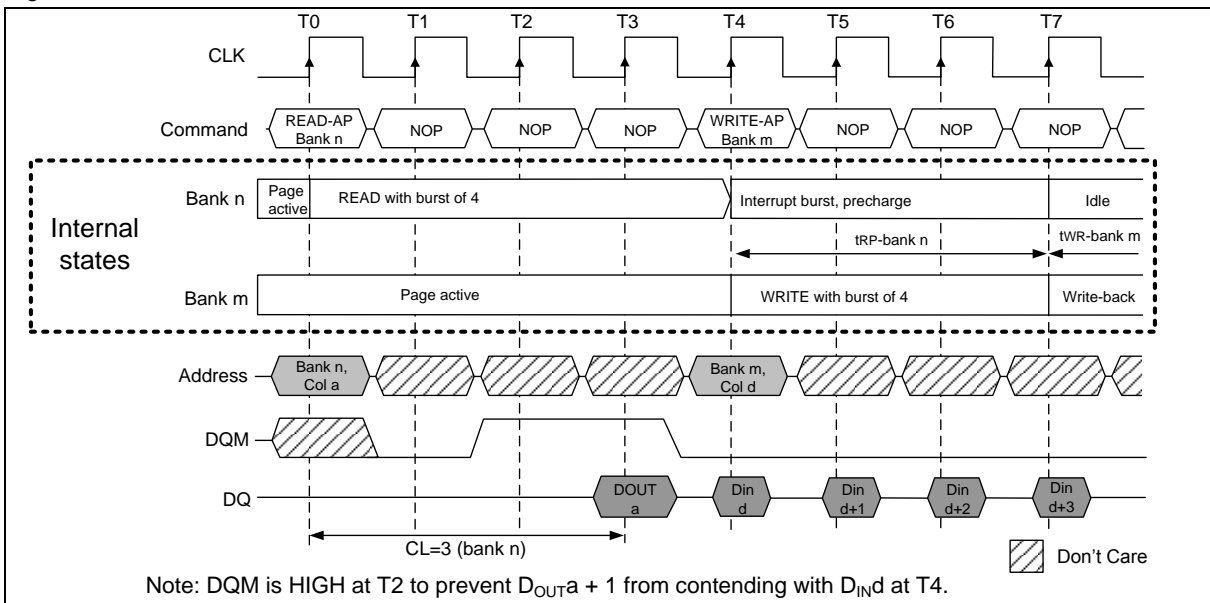 T0 T1 T2 T3 T4 T5 T6 T7
CLK
Command
READ-AP
Bank n
NOP
NOP
NOP
WRITE-AP
Bank m
NOP
NOP
NOP
Internal
states
Bank n
Page
active
READ with burst of 4
Interrupt burst, precharge
Idle
tRP-bank n
tWR-bank m
Bank m
Page active
WRITE with burst of 4
Write-back
Address
Bank n,
Col a
Bank m,
Col d
DQM
DQ
DOUT
a
Din
d
Din
d+1
Din
d+2
Din
d+3
CL=3 (bank n)
Don't Care
Note: DQM is HIGH at T2 to prevent DOUTa + 1 from contending with DINd at T4.